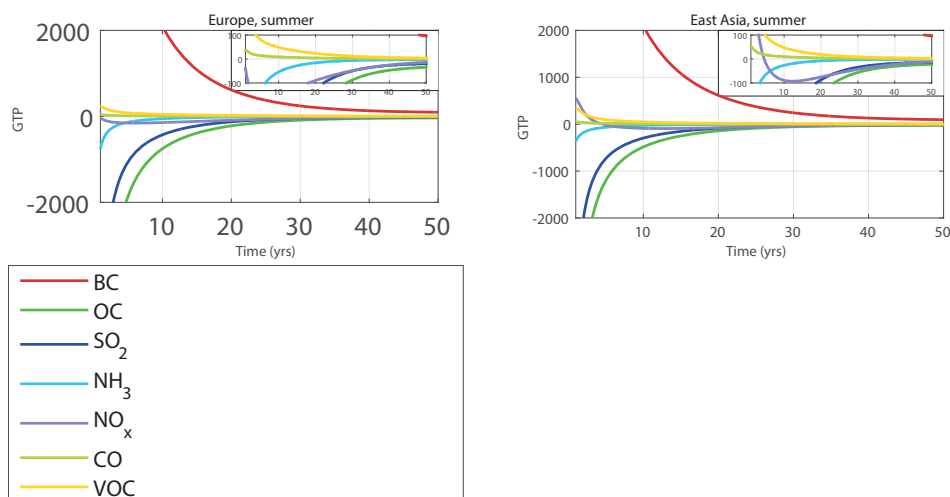 Europe, summer
2000
0
-2000
GTP
100
0
-100
10 20 30 40 50
10 20 30 40 50
Time (yrs)
East Asia, summer
2000
1000
0
-1000
-2000
GTP
100
0
-100
10 20 30 40 50
10 20 30 40 50
Time (yrs)
BC
OC
SO2
NH3
NOx
CO
VOC